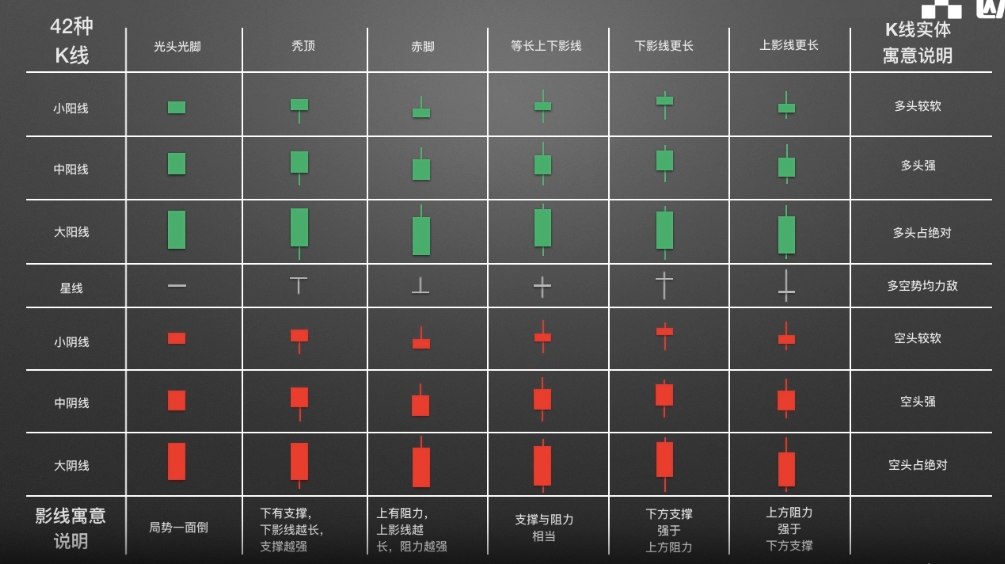 42种
K线
光头光脚
秃顶
赤脚
等长上下影线
下影线更长
上影线更长
K线实体
寓意说明
小阳线
多头较软
中阳线
多头强
大阳线
多头占绝对
星线
多空势均力敌
小阴线
空头较软
中阴线
空头强
大阴线
空头占绝对
影线寓意
说明
局势一面倒
下有支撑，
下影线越长，
支撑越强
上有阻力，
上影线越
长，阻力越强
支撑与阻力
相当
下方支撑
强于
上方阻力
上方阻力
强于
下方支撑